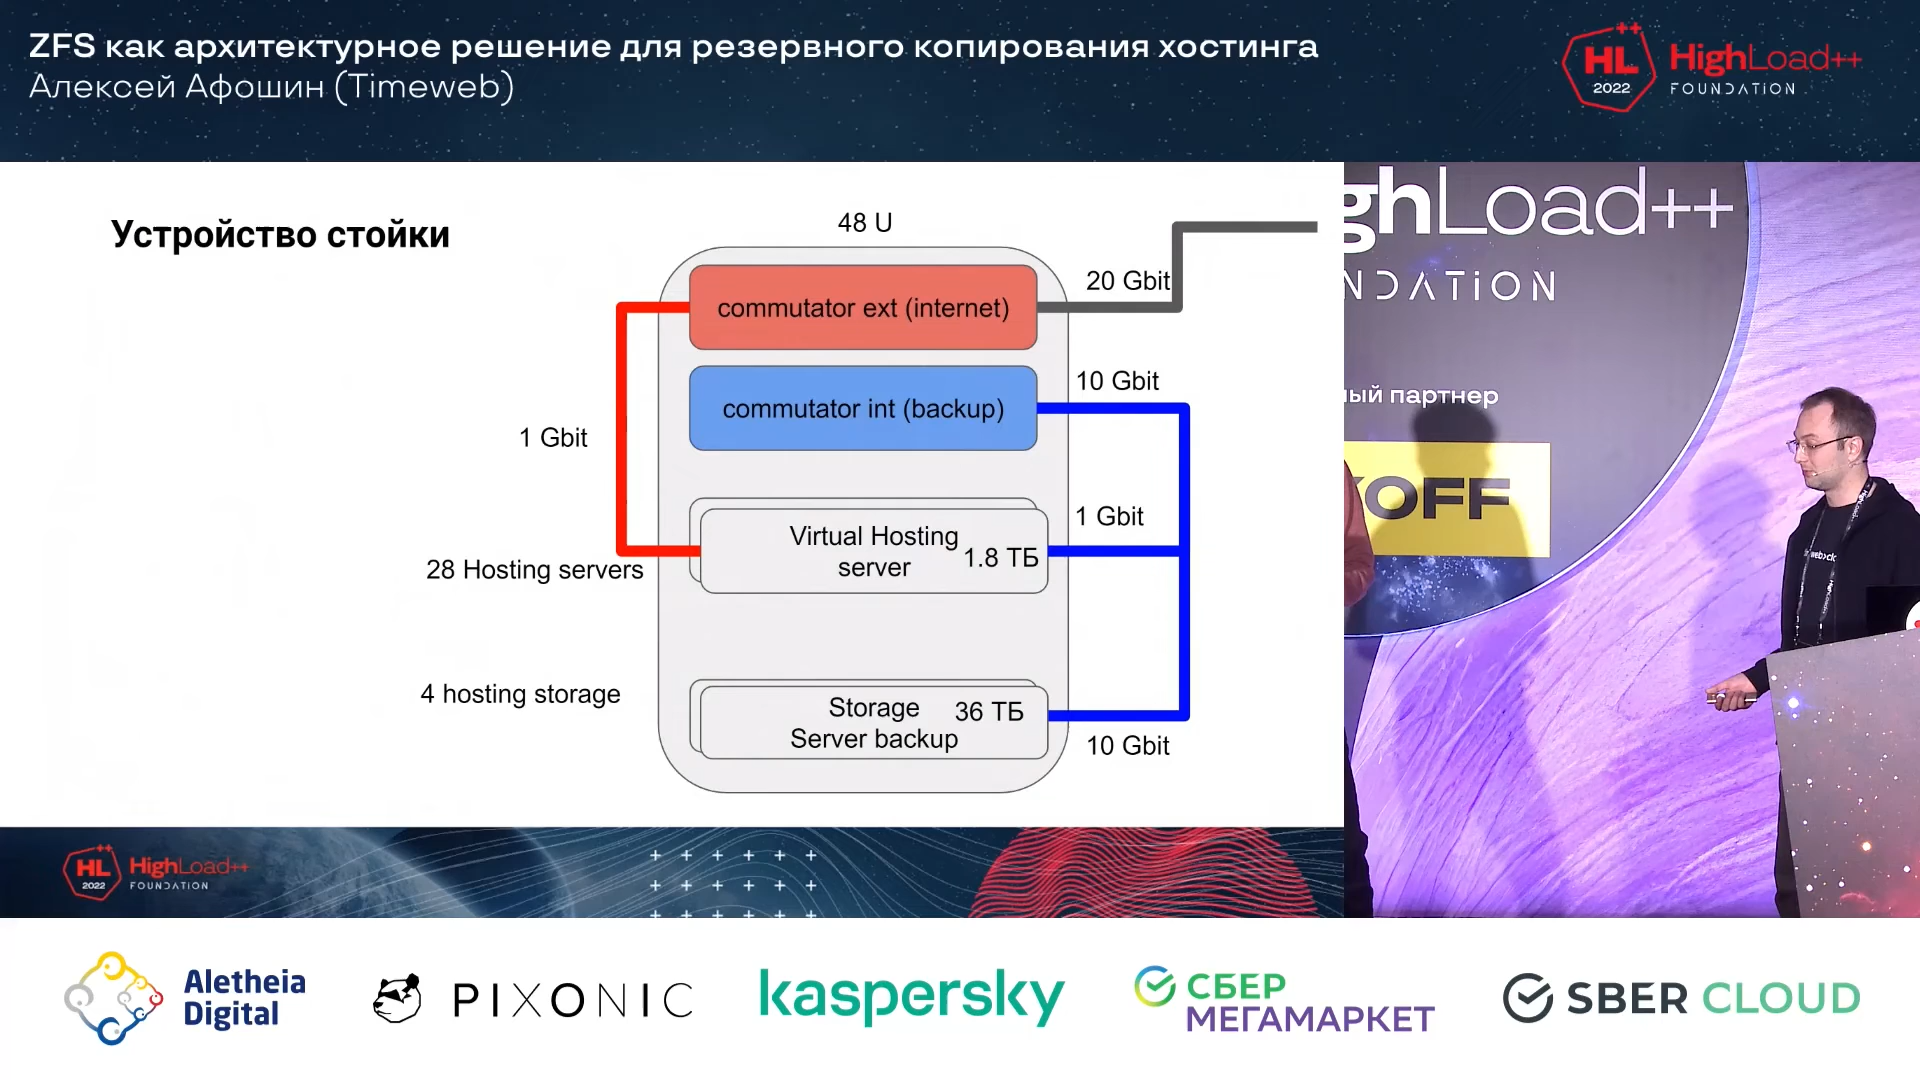 ZFS как архитектурное решение для резервного копирования хостинга
Алексей Афошин (Timeweb)
HL++
2022
HighLoad++
FOUNDATION
Устройство стойки
48 U
commutator ext (internet)
20 Gbit
commutator int (backup)
10 Gbit
1 Gbit
Virtual Hosting
server
1.8 ТБ
1 Gbit
28 Hosting servers
4 hosting storage
Storage
Server backup
36 ТБ
10 Gbit
ghLoad++
NDATION
ный партнер
OFF
HL++
2022
HighLoad++
FOUNDATION
Aletheia
Digital
PIXONIC
kaspersky
СБЕР
МЕГАМАРКЕТ
SBER CLOUD